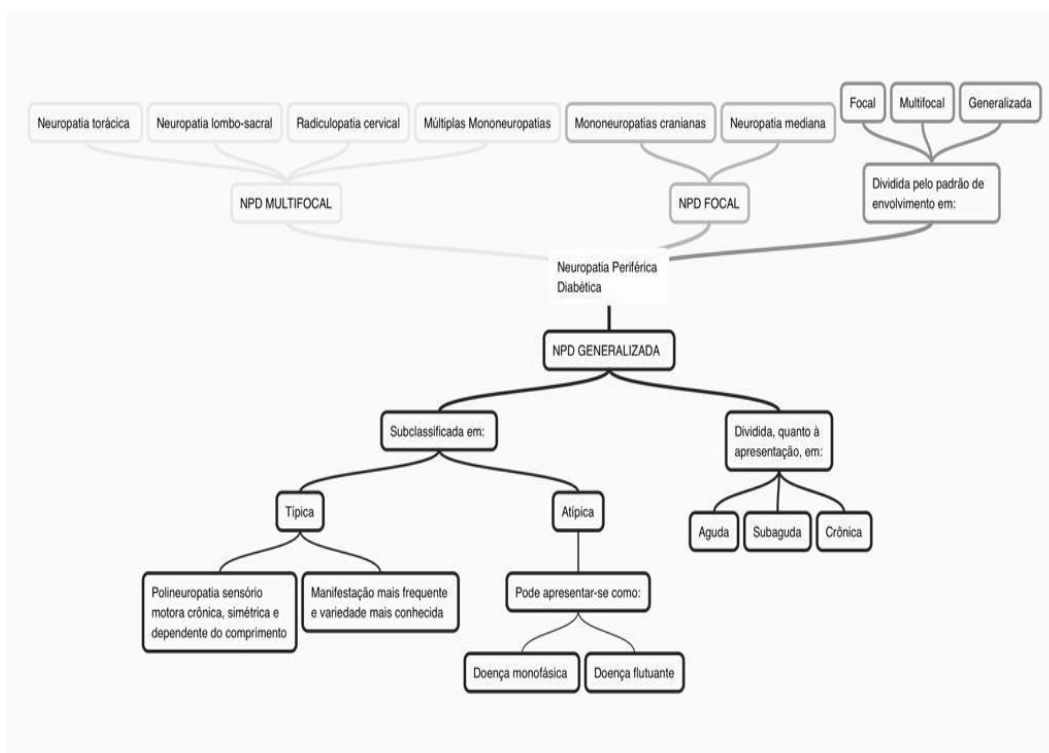 Focal
Multifocal
Generalizada
Neuropatia torácica
Neuropatia lombo-sacral
Radiculopatia cervical
Múltiplas Mononeuropatias
Mononeuropatias cranianas
Neuropatia mediana
Dividida pelo padrão de
envolvimento em:
NPD MULTIFOCAL
NPD FOCAL
Neuropatia Periférica
Diabética
NPD GENERALIZADA
Subclassificada em:
Dividida, quanto à
apresentação, em:
Típica
Atípica
Aguda
Subaguda
Crônica
Polineuropatia sensório
motora crônica, simétrica e
dependente do comprimento
Manifestação mais frequente
e variedade mais conhecida
Pode apresentar-se como:
Doença monofásica
Doença flutuante